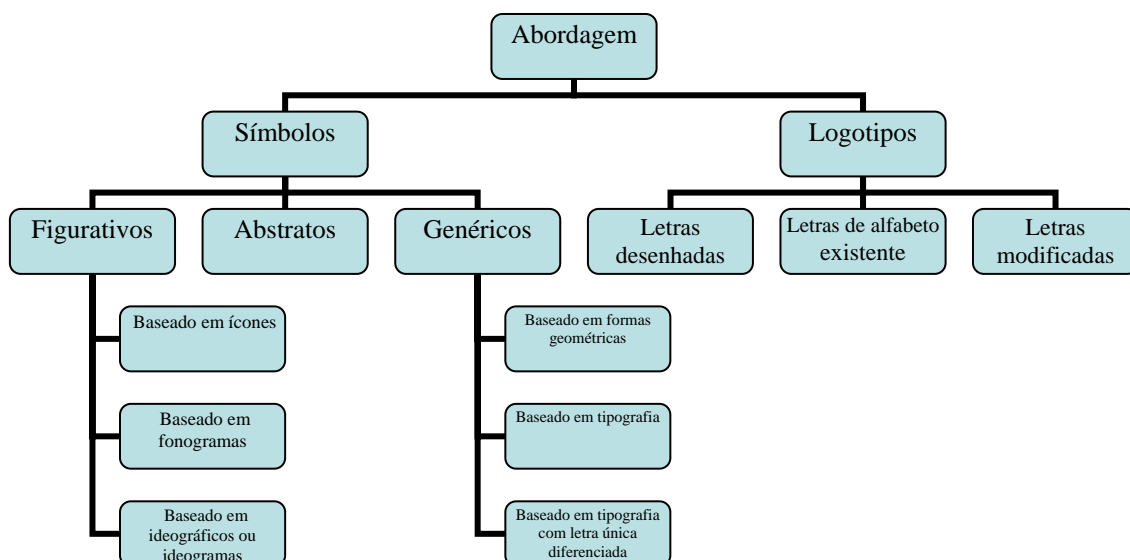 Abordagem
Símbolos
Logotipos
Figurativos
Abstratos
Genéricos
Letras
desenhadas
Letras de alfabeto
existente
Letras
modificadas
Baseado em ícones
Baseado em
fonogramas
Baseado em
ideográficos ou
ideogramas
Baseado em formas
geométricas
Baseado em tipografia
Baseado em tipografia
com letra única
diferenciada